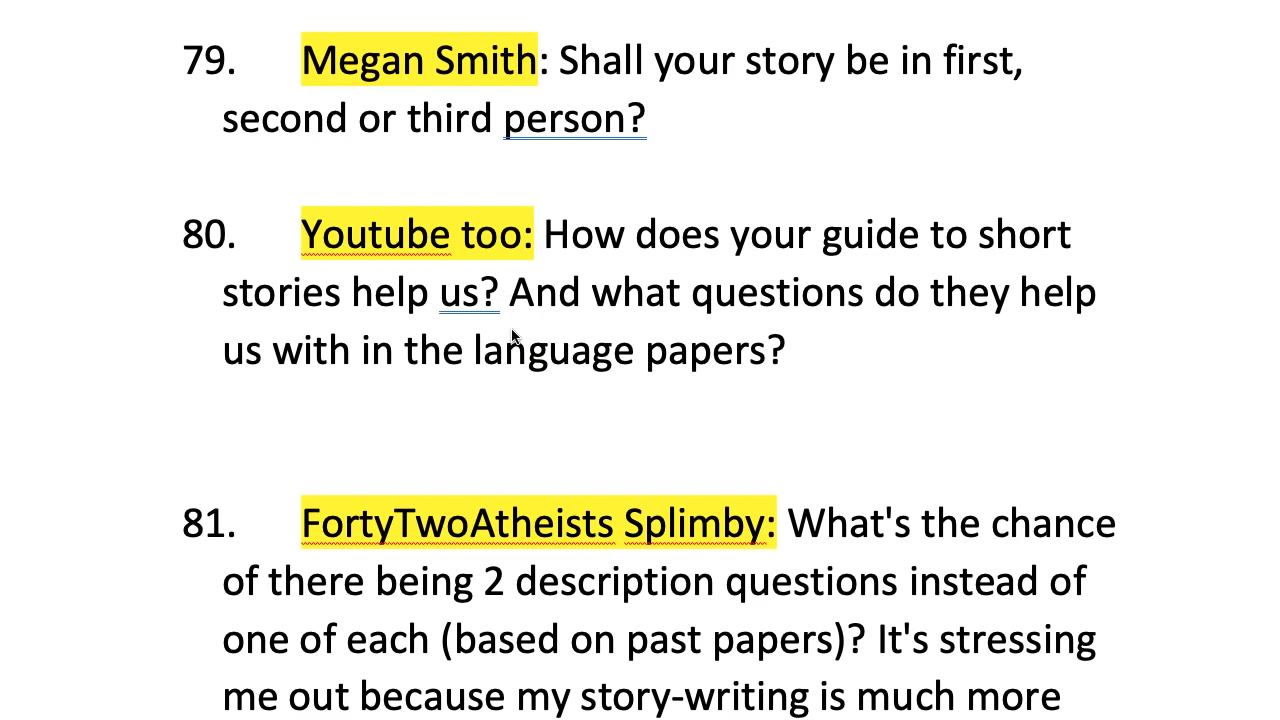 79. Megan Smith: Shall your story be in first,
second or third person?
80. Youtube too: How does your guide to short
stories help us? And what questions do they help
us with in the language papers?
81. FortyTwoAtheists Splimby: What's the chance
of there being 2 description questions instead of
one of each (based on past papers)? It's stressing
me out because my story-writing is much more